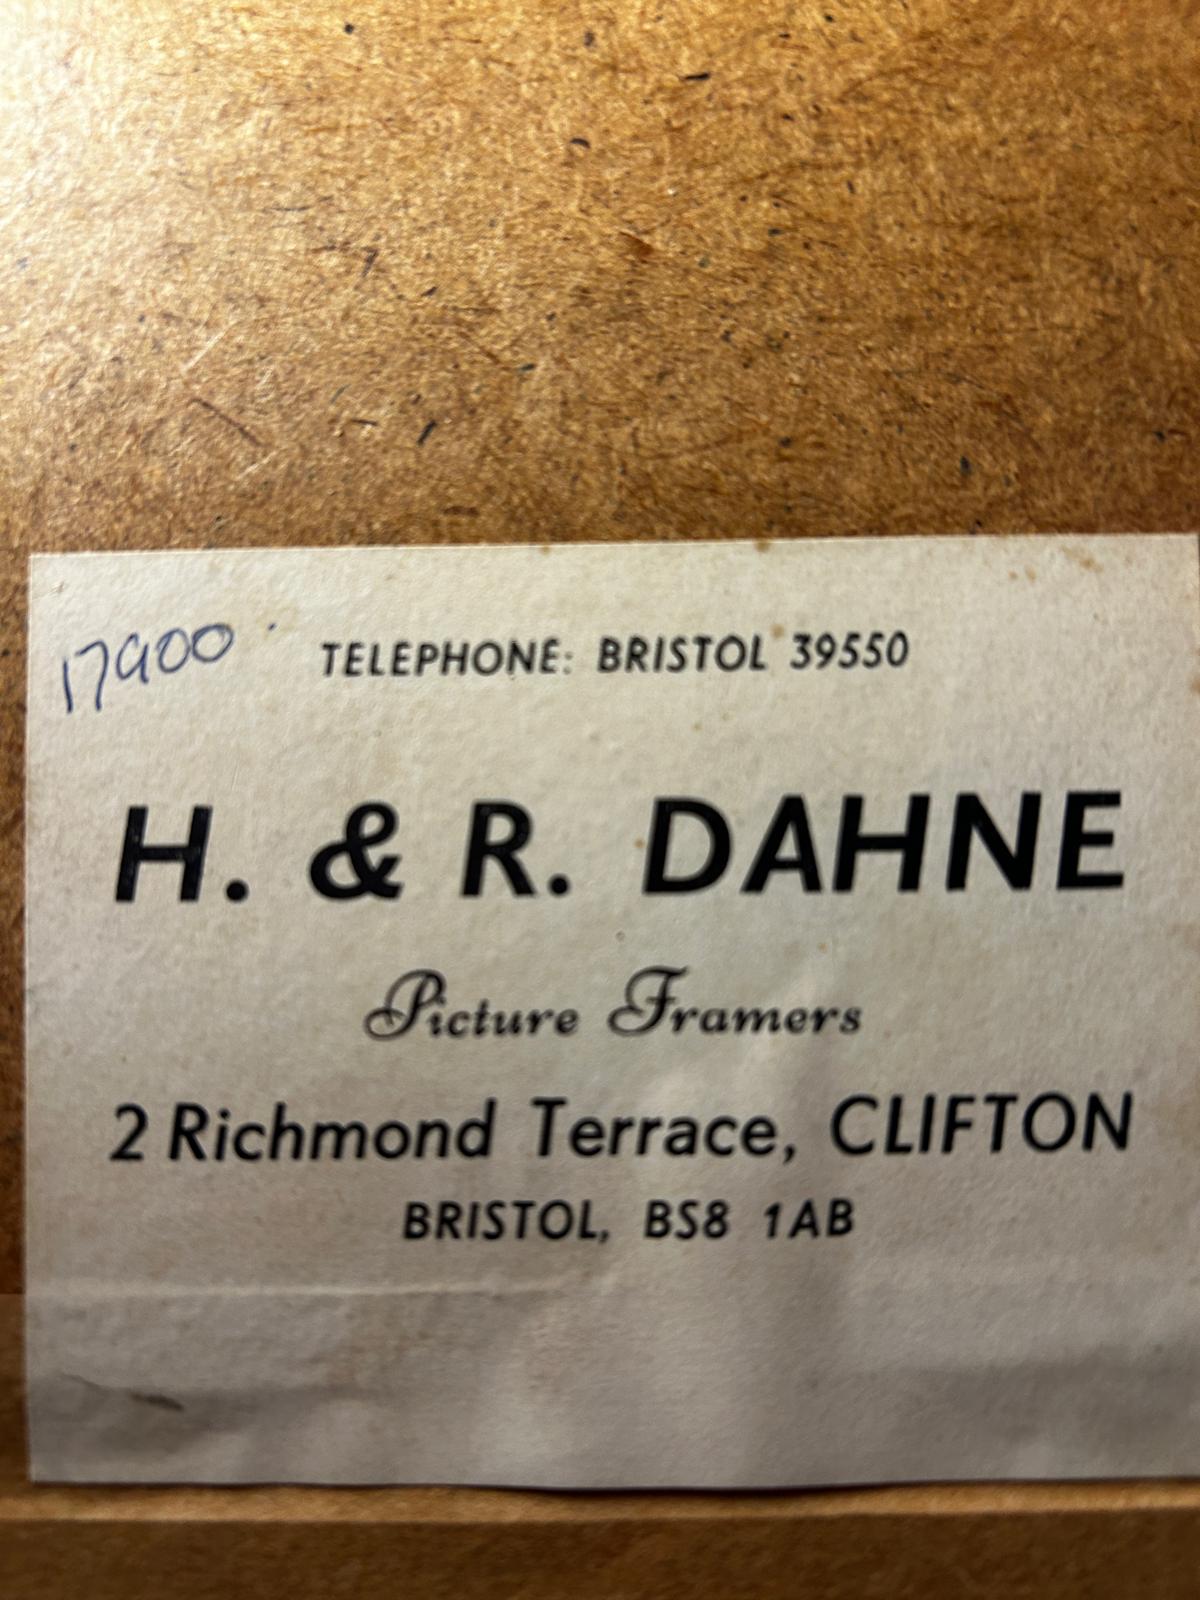 17900
TELEPHONE: BRISTOL 39550
H. & R. DAHNE
Picture Framers
2 Richmond Terrace, CLIFTON
BRISTOL, BS8 1AB